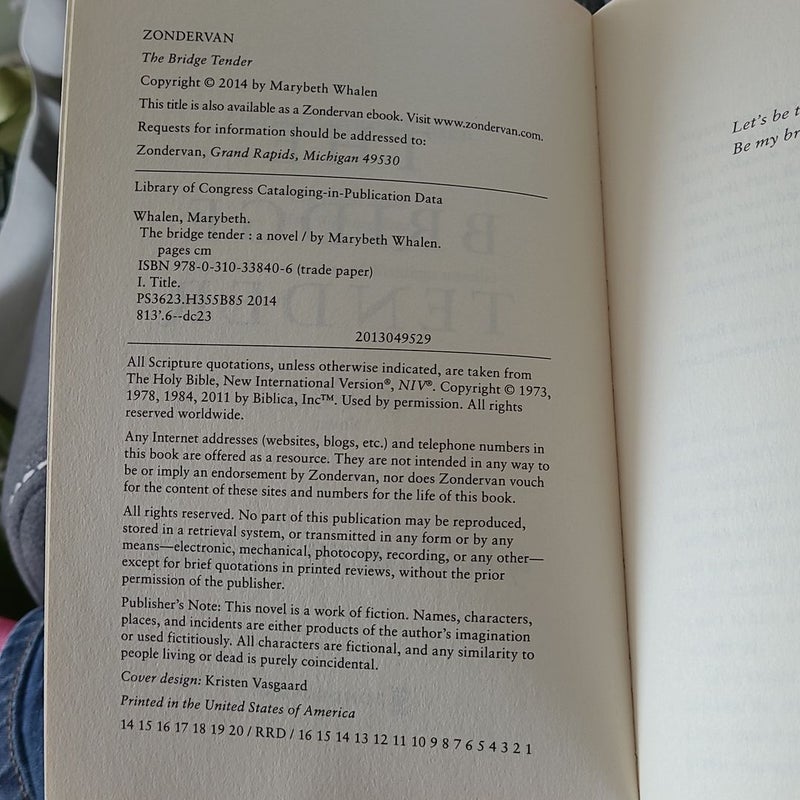 ZONDERVAN
The Bridge Tender
Copyright © 2014 by Marybeth Whalen
This title is also available as a Zondervan ebook. Visit www.zondervan.com.
Requests for information should be addressed to:
Zondervan, Grand Rapids, Michigan 49530
Library of Congress Cataloging-in-Publication Data
Whalen, Marybeth.
The bridge tender : a novel / by Marybeth Whalen.
pages cm
ISBN 978-0-310-33840-6 (trade paper)
I. Title.
PS3623.H355B85 2014
813'.6--dc23
2013049529
All Scripture quotations, unless otherwise indicated, are taken from
The Holy Bible, New International Version®, NIV®. Copyright © 1973,
1978, 1984, 2011 by Biblica, Inc™. Used by permission. All rights
reserved worldwide.
Any Internet addresses (websites, blogs, etc.) and telephone numbers in
this book are offered as a resource. They are not intended in any way to
be or imply an endorsement by Zondervan, nor does Zondervan vouch
for the content of these sites and numbers for the life of this book.
All rights reserved. No part of this publication may be reproduced,
stored in a retrieval system, or transmitted in any form or by any
means—electronic, mechanical, photocopy, recording, or any other—
except for brief quotations in printed reviews, without the prior
permission of the publisher.
Publisher's Note: This novel is a work of fiction. Names, characters,
places, and incidents are either products of the author's imagination
or used fictitiously. All characters are fictional, and any similarity to
people living or dead is purely coincidental.
Cover design: Kristen Vasgaard
Printed in the United States of America
14 15 16 17 18 19 20 / RRD / 16 15 14 13 12 11 10 9 8 7 6 5 4 3 2 1
Let's be
Be my